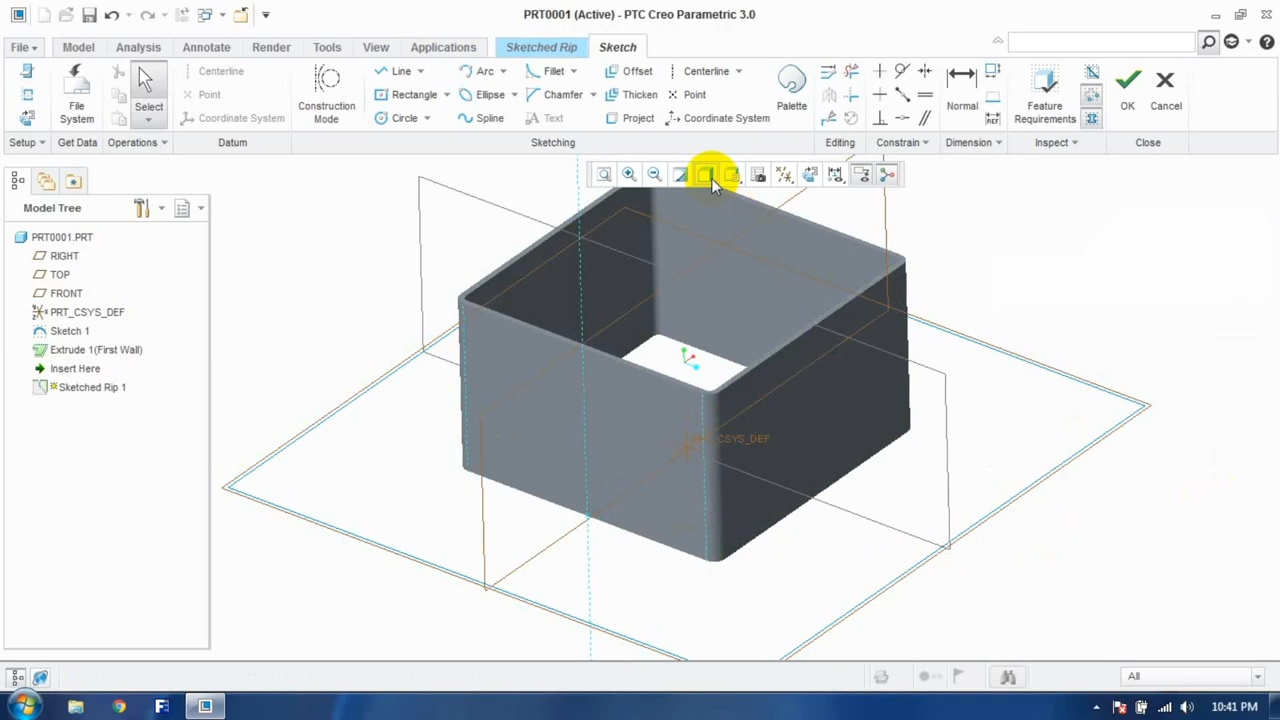 PRT0001 (Active) - PTC Creo Parametric 3.0
File Model Analysis Annotate Render Tools View Applications Sketched Rip Sketch
File System
Select
Centerline
Point
Coordinate System
Construction Mode
Line Arc Fillet Offset Centerline
Rectangle Ellipse Chamfer Thicken Point
Circle Spline Text Project Coordinate System
Palette
Normal
REF
Feature Requirements
OK Cancel
Setup Get Data Operations Datum Sketching Editing Constrain Dimension Inspect Close
Model Tree
PRT0001.PRT
RIGHT
TOP
FRONT
PRT_CSYS_DEF
Sketch 1
Extrude 1(First Wall)
Insert Here
Sketched Rip 1
CSYS_DEF
All
10:41 PM